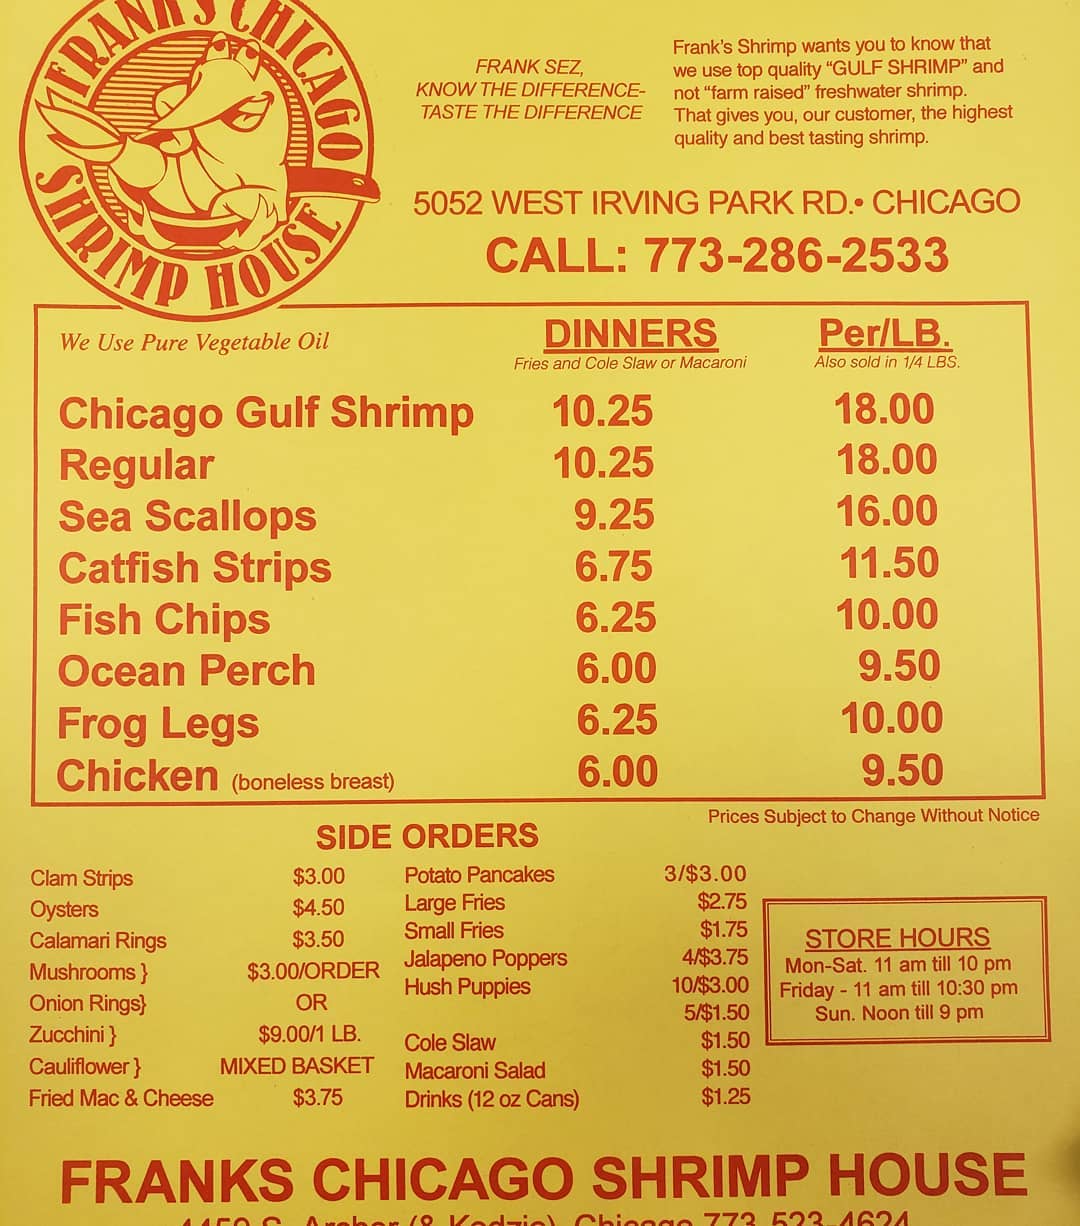 FRANK'S CHICAGO
SHRIMP HOUSE
FRANK SEZ,
KNOW THE DIFFERENCE-
TASTE THE DIFFERENCE
Frank's Shrimp wants you to know that
we use top quality “GULF SHRIMP” and
not “farm raised” freshwater shrimp.
That gives you, our customer, the highest
quality and best tasting shrimp.
5052 WEST IRVING PARK RD.• CHICAGO
CALL: 773-286-2533
We Use Pure Vegetable Oil
DINNERS Per/LB.
Fries and Cole Slaw or Macaroni Also sold in 1/4 LBS.
Chicago Gulf Shrimp 10.25 18.00
Regular 10.25 18.00
Sea Scallops 9.25 16.00
Catfish Strips 6.75 11.50
Fish Chips 6.25 10.00
Ocean Perch 6.00 9.50
Frog Legs 6.25 10.00
Chicken (boneless breast) 6.00 9.50
Prices Subject to Change Without Notice
SIDE ORDERS
Clam Strips $3.00
Oysters $4.50
Calamari Rings $3.50
Mushrooms } $3.00/ORDER
Onion Rings} OR
Zucchini } $9.00/1 LB.
Cauliflower } MIXED BASKET
Fried Mac & Cheese $3.75
Potato Pancakes 3/$3.00
Large Fries $2.75
Small Fries $1.75
Jalapeno Poppers 4/$3.75
Hush Puppies 10/$3.00
5/$1.50
Cole Slaw $1.50
Macaroni Salad $1.50
Drinks (12 oz Cans) $1.25
STORE HOURS
Mon-Sat. 11 am till 10 pm
Friday - 11 am till 10:30 pm
Sun. Noon till 9 pm
FRANKS CHICAGO SHRIMP HOUSE
4459 S. Archer (& Kedzie) Chicago 773-523-4624